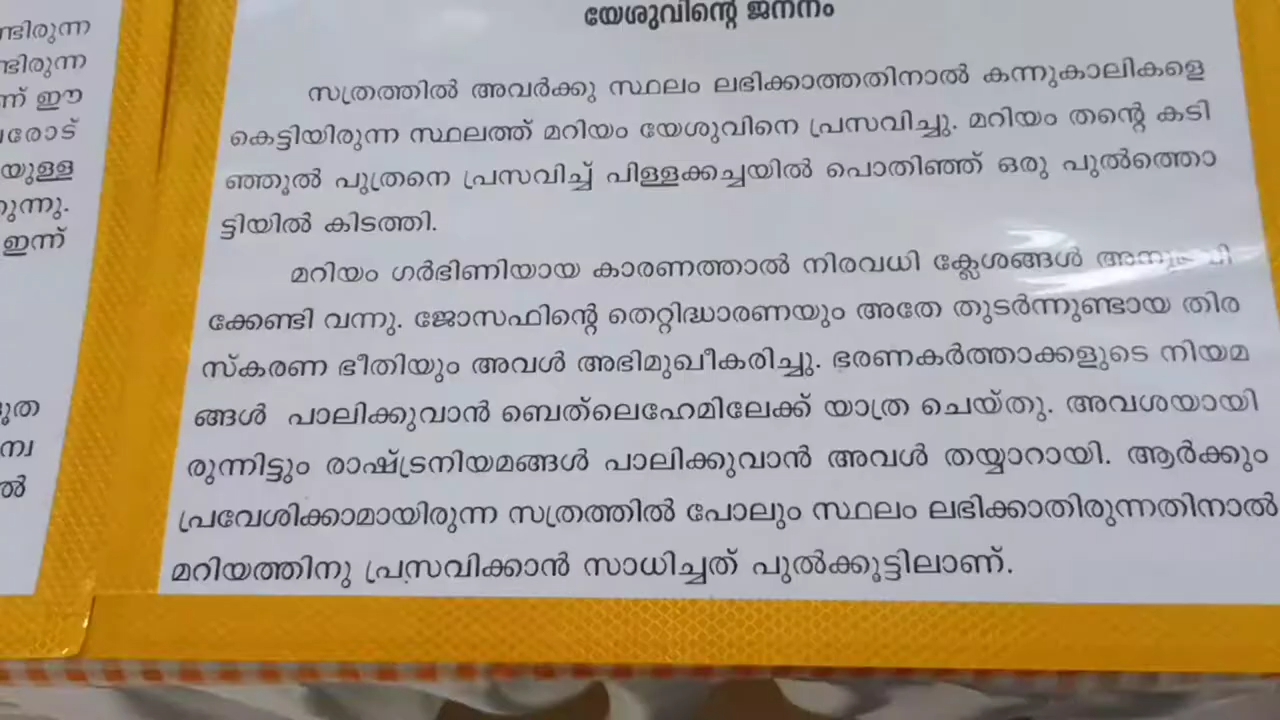 ണ്ടിരുന്ന
ണ്ടിരുന്ന
ന്ന് ഈ
രോട്
യുള്ള
റുന്നു.
ഇന്ന്
ദൂത
ന്വ
ൽ
യേശുവിന്റെ ജനനം
സത്രത്തിൽ അവർക്കു സ്ഥലം ലഭിക്കാത്തതിനാൽ കന്നുകാലികളെ
കെട്ടിയിരുന്ന സ്ഥലത്ത് മറിയം യേശുവിനെ പ്രസവിച്ചു. മറിയം തന്റെ കടി
ഞ്ഞൂൽ പുത്രനെ പ്രസവിച്ച് പിള്ളക്കച്ചയിൽ പൊതിഞ്ഞ് ഒരു പുൽത്തൊ
ട്ടിയിൽ കിടത്തി.
മറിയം ഗർഭിണിയായ കാരണത്താൽ നിരവധി ക്ലേശങ്ങൾ
ക്കേണ്ടി വന്നു. ജോസഫിന്റെ തെറ്റിദ്ധാരണയും അതേ തുടർന്നുണ്ടായ തിര
സ്കരണ ഭീതിയും അവൾ അഭിമുഖീകരിച്ചു. ഭരണകർത്താക്കളുടെ നിയമ
ങ്ങൾ പാലിക്കുവാൻ ബെത്‌ലെഹേമിലേക്ക് യാത്ര ചെയ്തു. അവശയായി
രുന്നിട്ടും രാഷ്ട്രനിയമങ്ങൾ പാലിക്കുവാൻ അവൾ തയ്യാറായി. ആർക്കും
പ്രവേശിക്കാമായിരുന്ന സത്രത്തിൽ പോലും സ്ഥലം ലഭിക്കാതിരുന്നതിനാൽ
മറിയത്തിനു പ്രസവിക്കാൻ സാധിച്ചത് പുൽക്കൂട്ടിലാണ്.